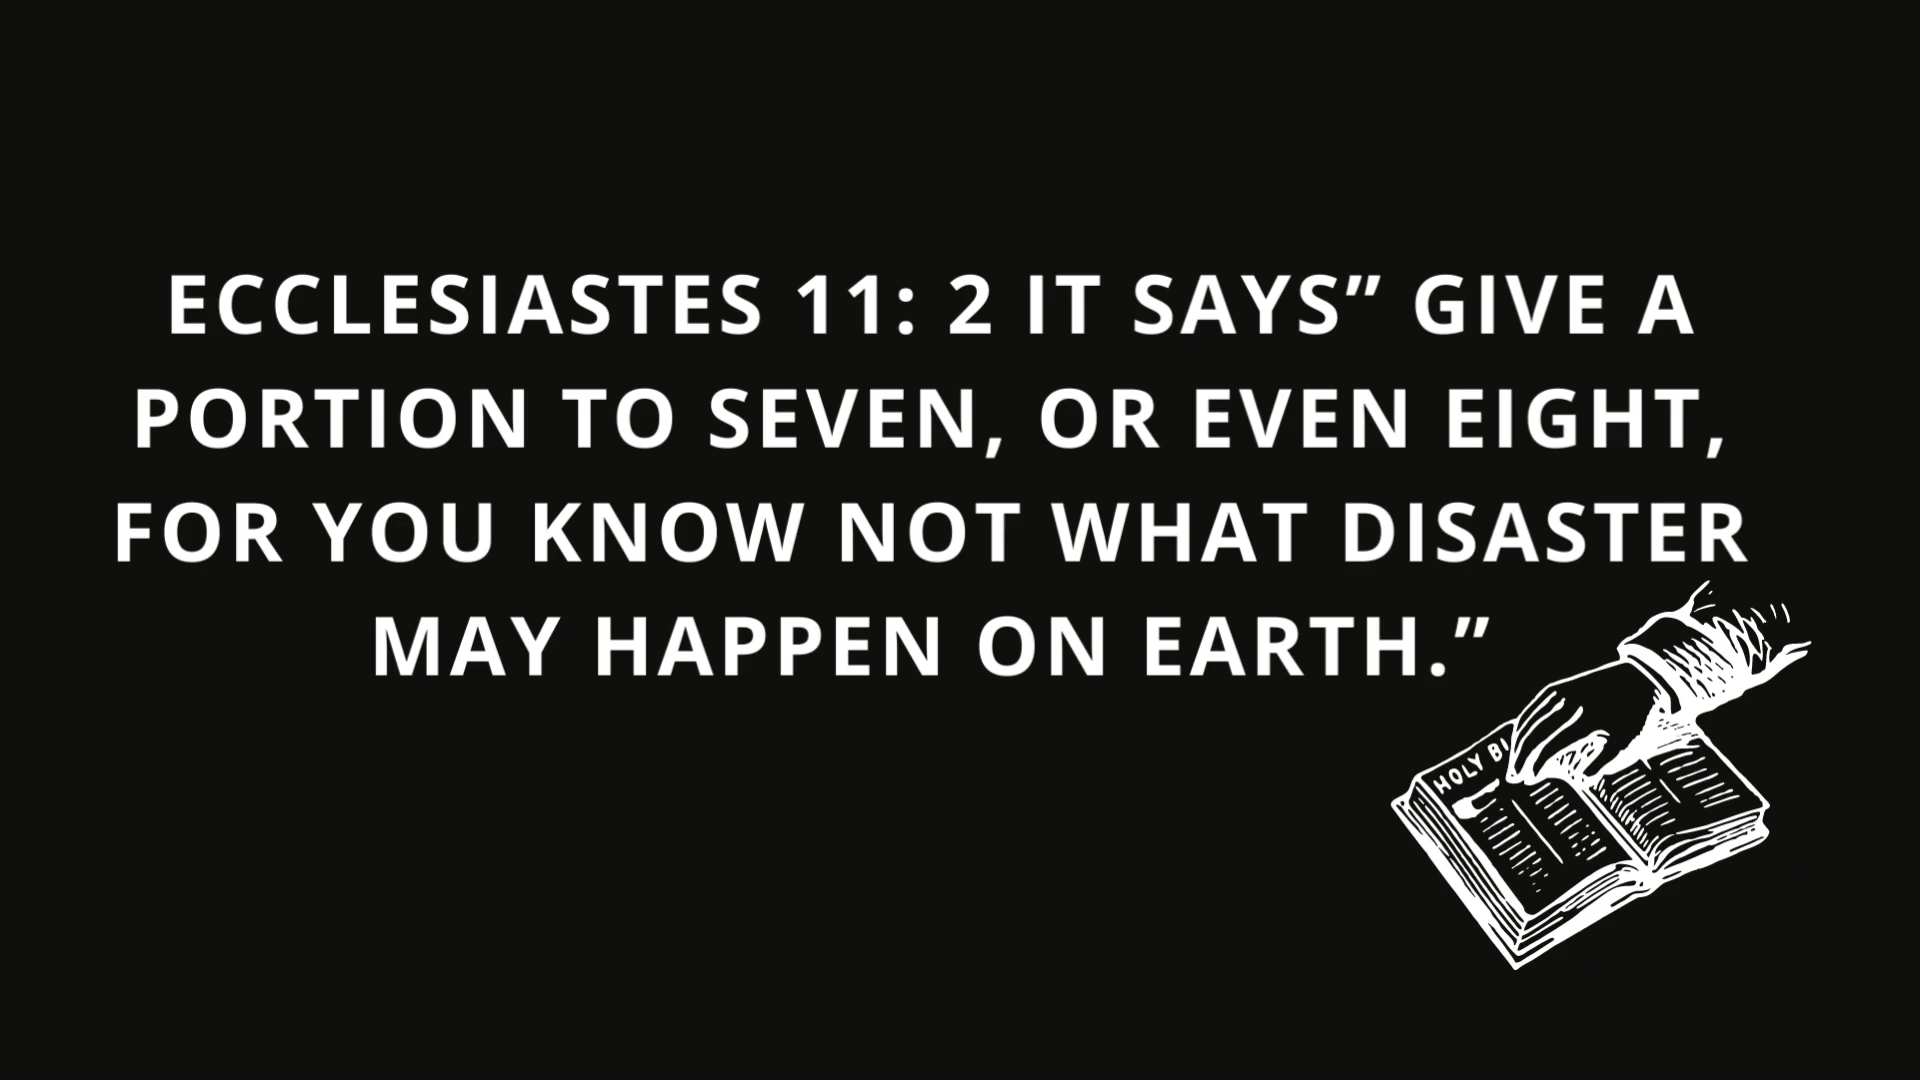 ECCLESIASTES 11: 2 IT SAYS” GIVE A
PORTION TO SEVEN, OR EVEN EIGHT,
FOR YOU KNOW NOT WHAT DISASTER
MAY HAPPEN ON EARTH.”
HOLY BI